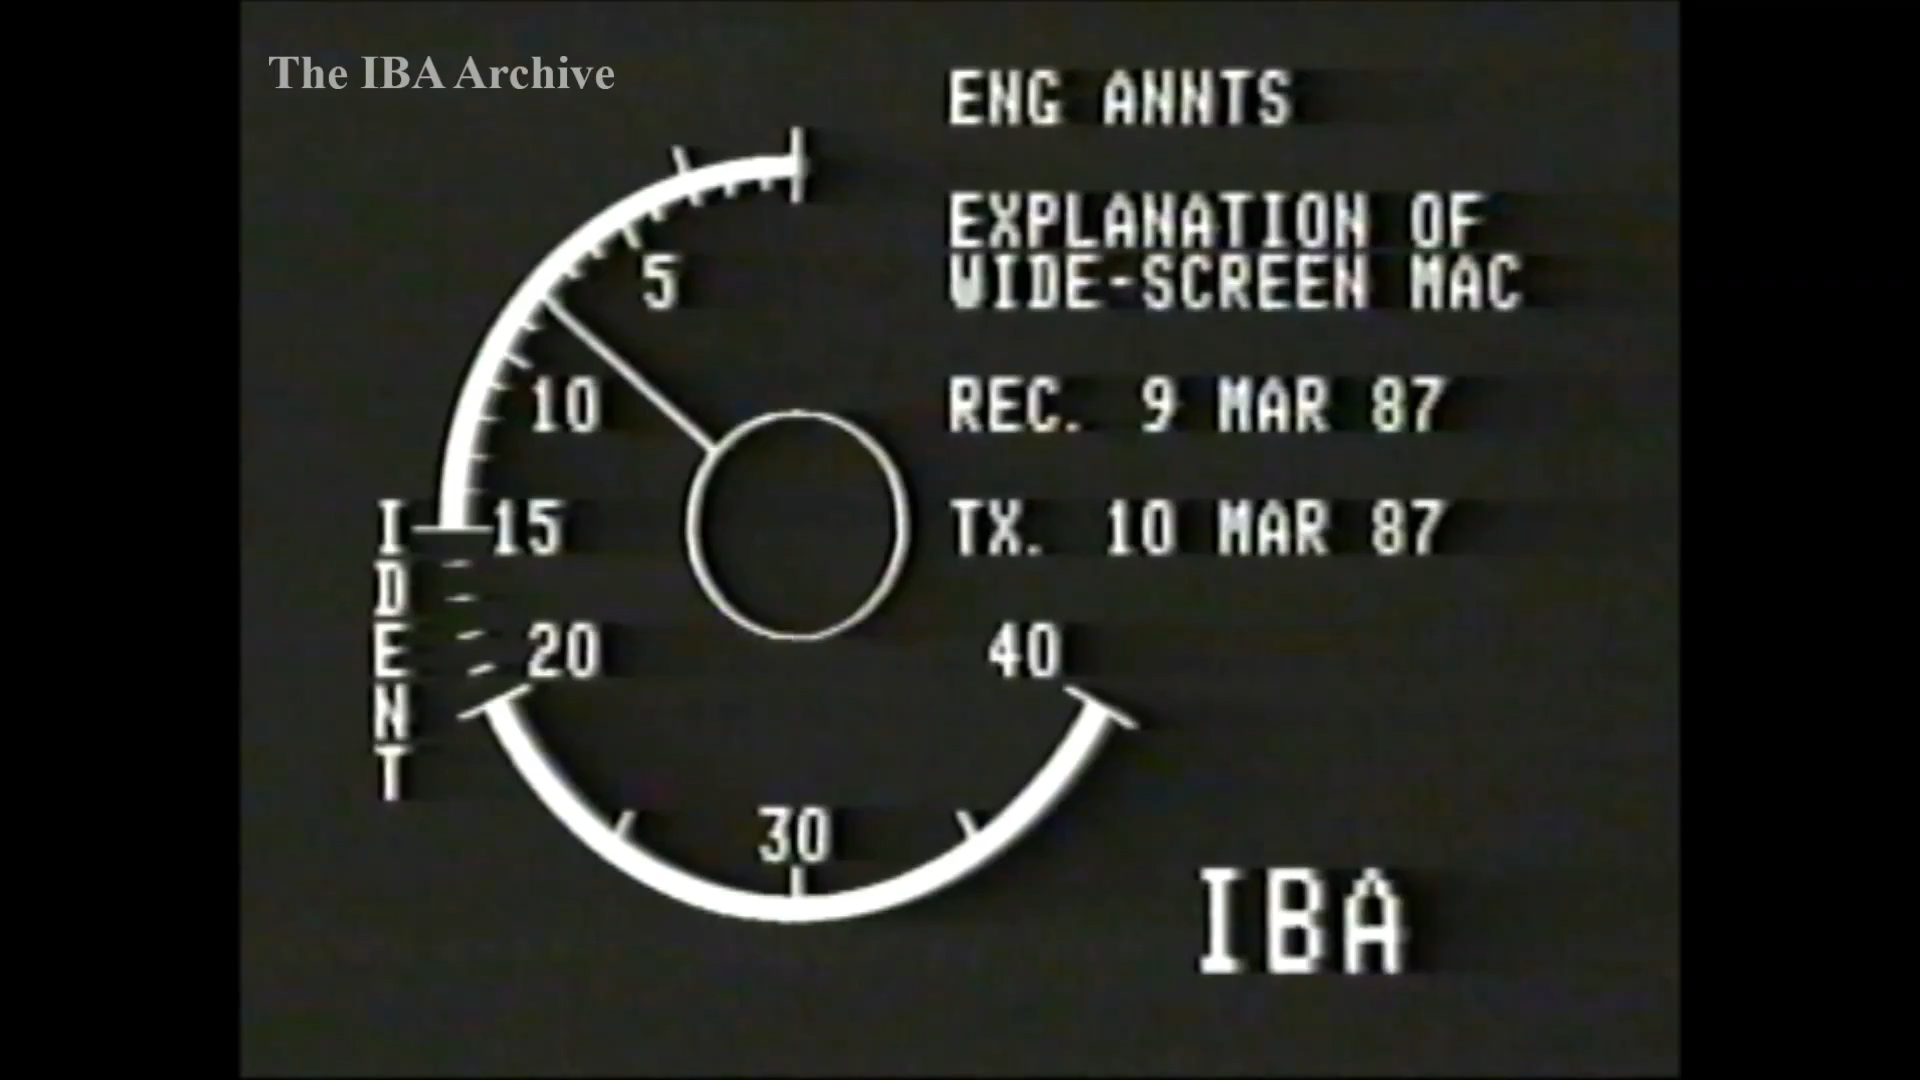 The IBA Archive
ENG ANNTS
EXPLANATION OF
WIDE-SCREEN MAC
REC. 9 MAR 87
TX. 10 MAR 87
5
10
15
20
30
40
IDENT
IBA